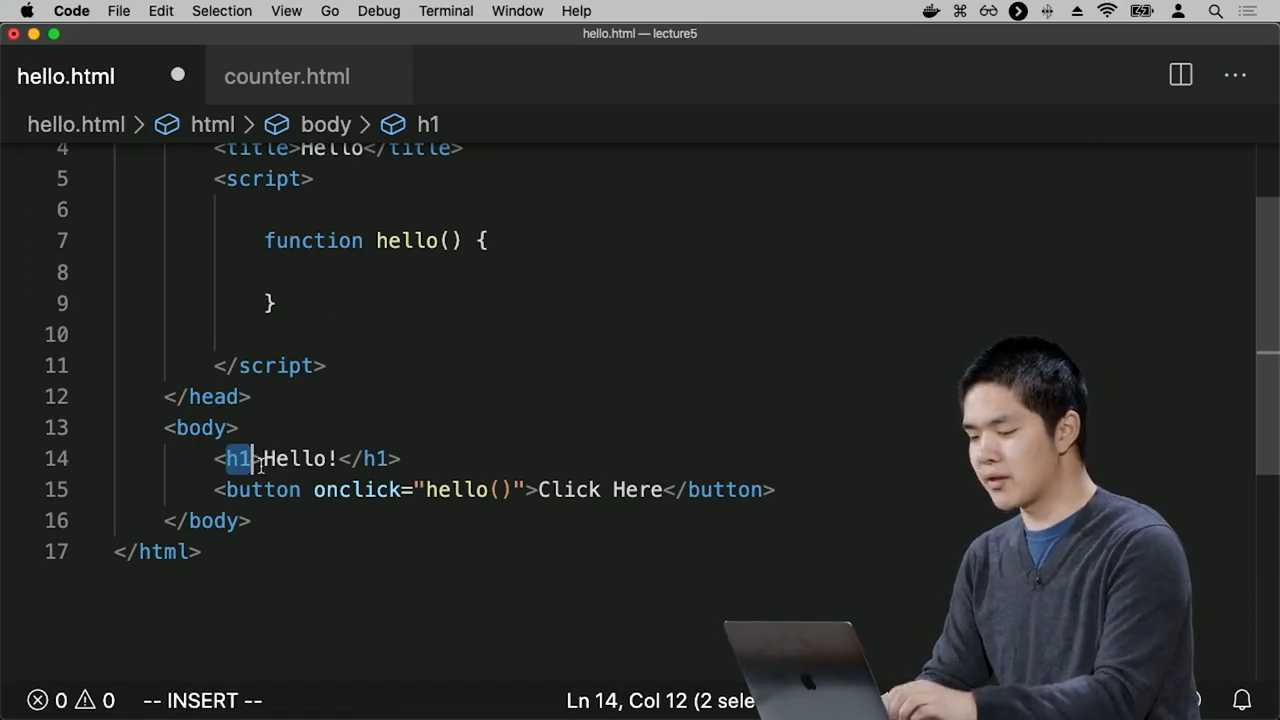 Code File Edit Selection View Go Debug Terminal Window Help
hello.html — lecture5
hello.html counter.html
hello.html > html > body > h1
4 <title>Hello</title>
5 <script>
6
7 function hello() {
8
9 }
10
11 </script>
12 </head>
13 <body>
14 <h1>Hello!</h1>
15 <button onclick="hello()">Click Here</button>
16 </body>
17 </html>
0 0 -- INSERT -- Ln 14, Col 12 (2 sele